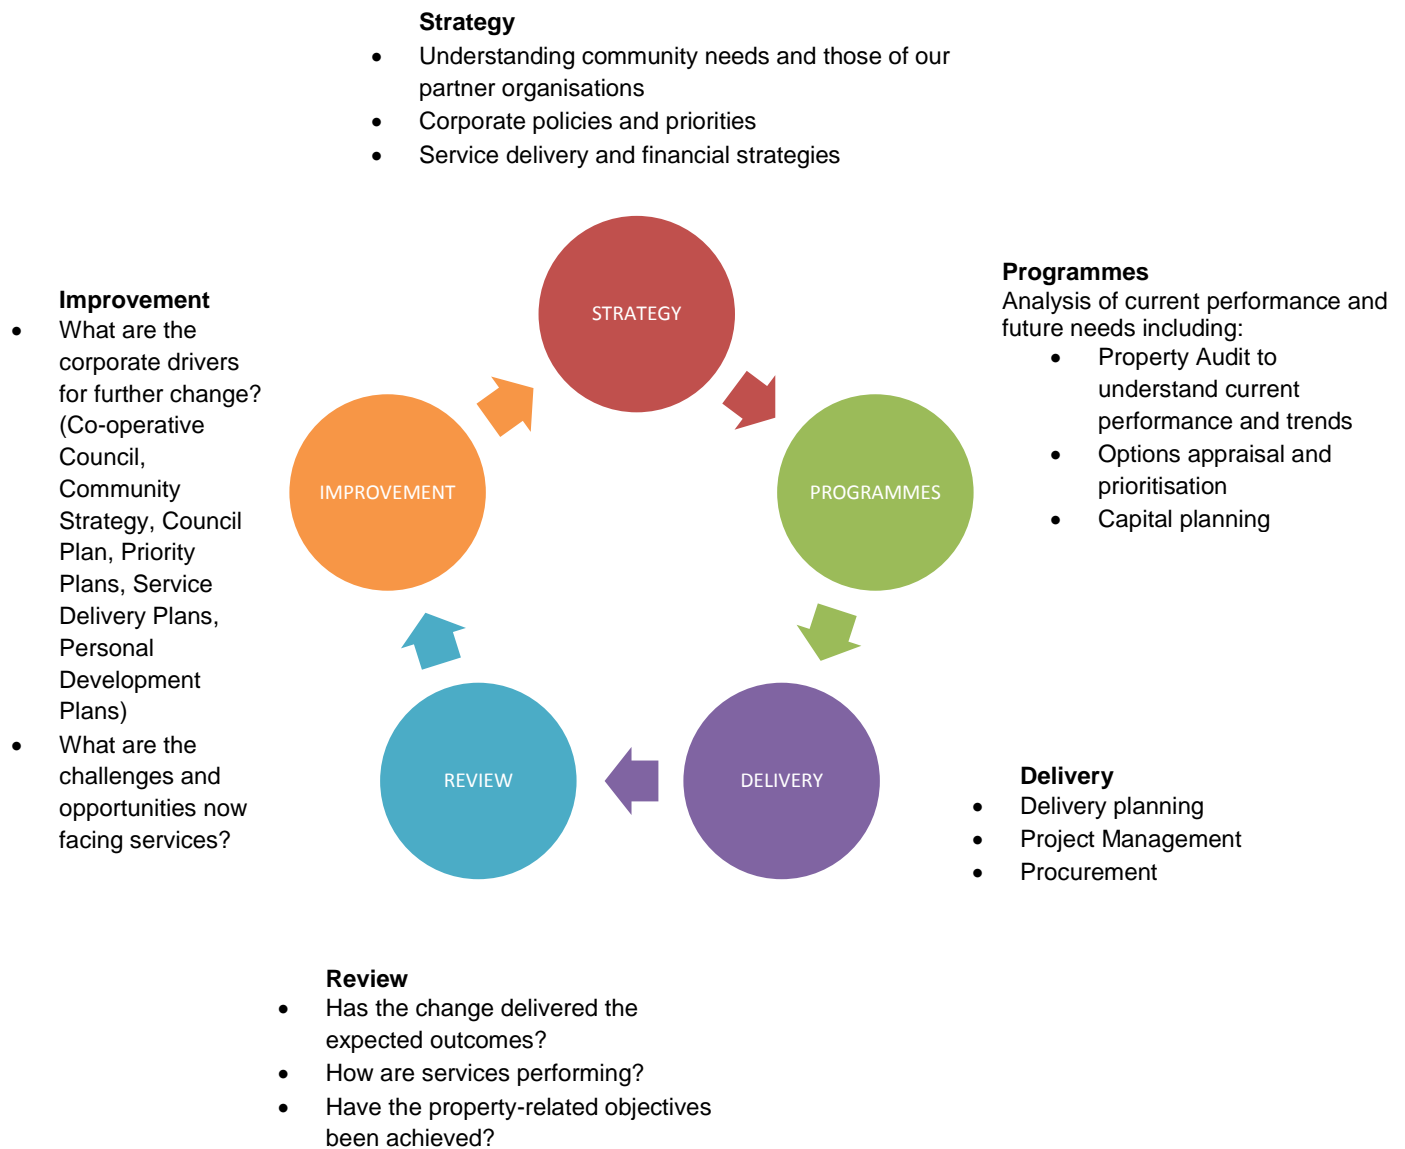 Strategy
• Understanding community needs and those of our
partner organisations
• Corporate policies and priorities
• Service delivery and financial strategies
STRATEGY
Programmes
Analysis of current performance and
future needs including:
• Property Audit to
understand current
performance and trends
• Options appraisal and
prioritisation
• Capital planning
Improvement
• What are the
corporate drivers
for further change?
(Co-operative
Council,
Community
Strategy, Council
Plan, Priority
Plans, Service
Delivery Plans,
Personal
Development
Plans)
• What are the
challenges and
opportunities now
facing services?
IMPROVEMENT
PROGRAMMES
REVIEW
DELIVERY
Delivery
• Delivery planning
• Project Management
• Procurement
Review
• Has the change delivered the
expected outcomes?
• How are services performing?
• Have the property-related objectives
been achieved?